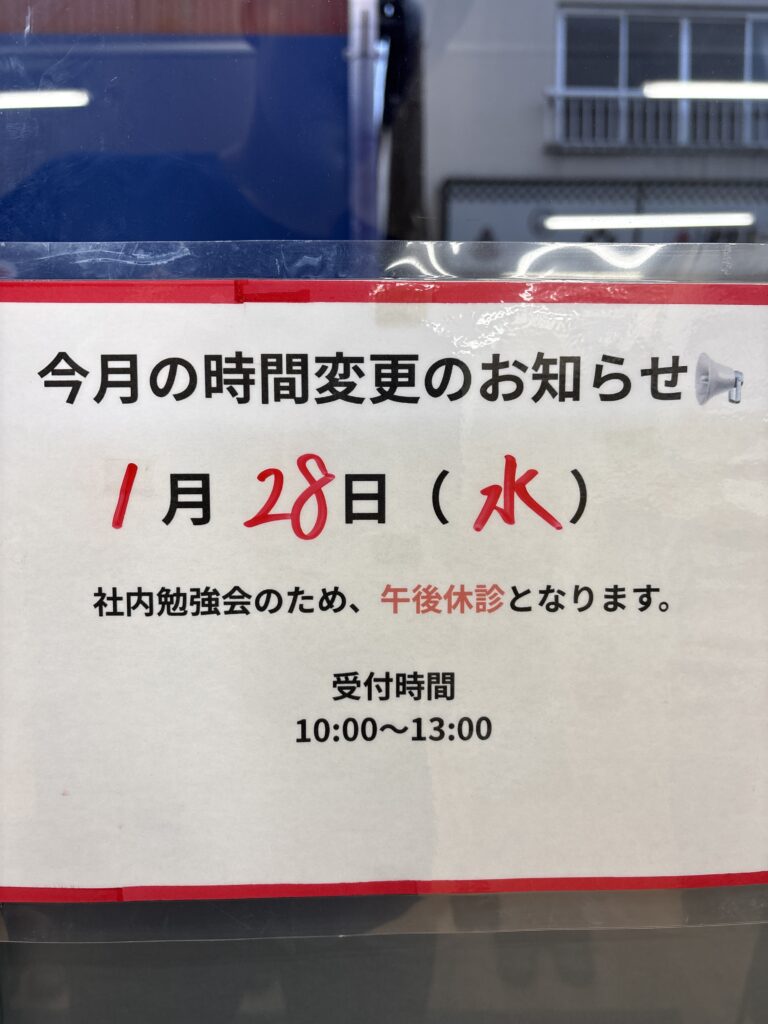 今月の時間変更のお知らせ
1月28日(水)
社内勉強会のため、午後休診となります。
受付時間
10:00〜13:00